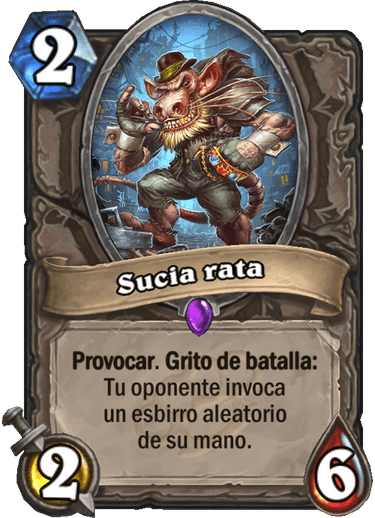 2
Sucia rata
Provocar. Grito de batalla:
Tu oponente invoca
un esbirro aleatorio
de su mano.
2
6